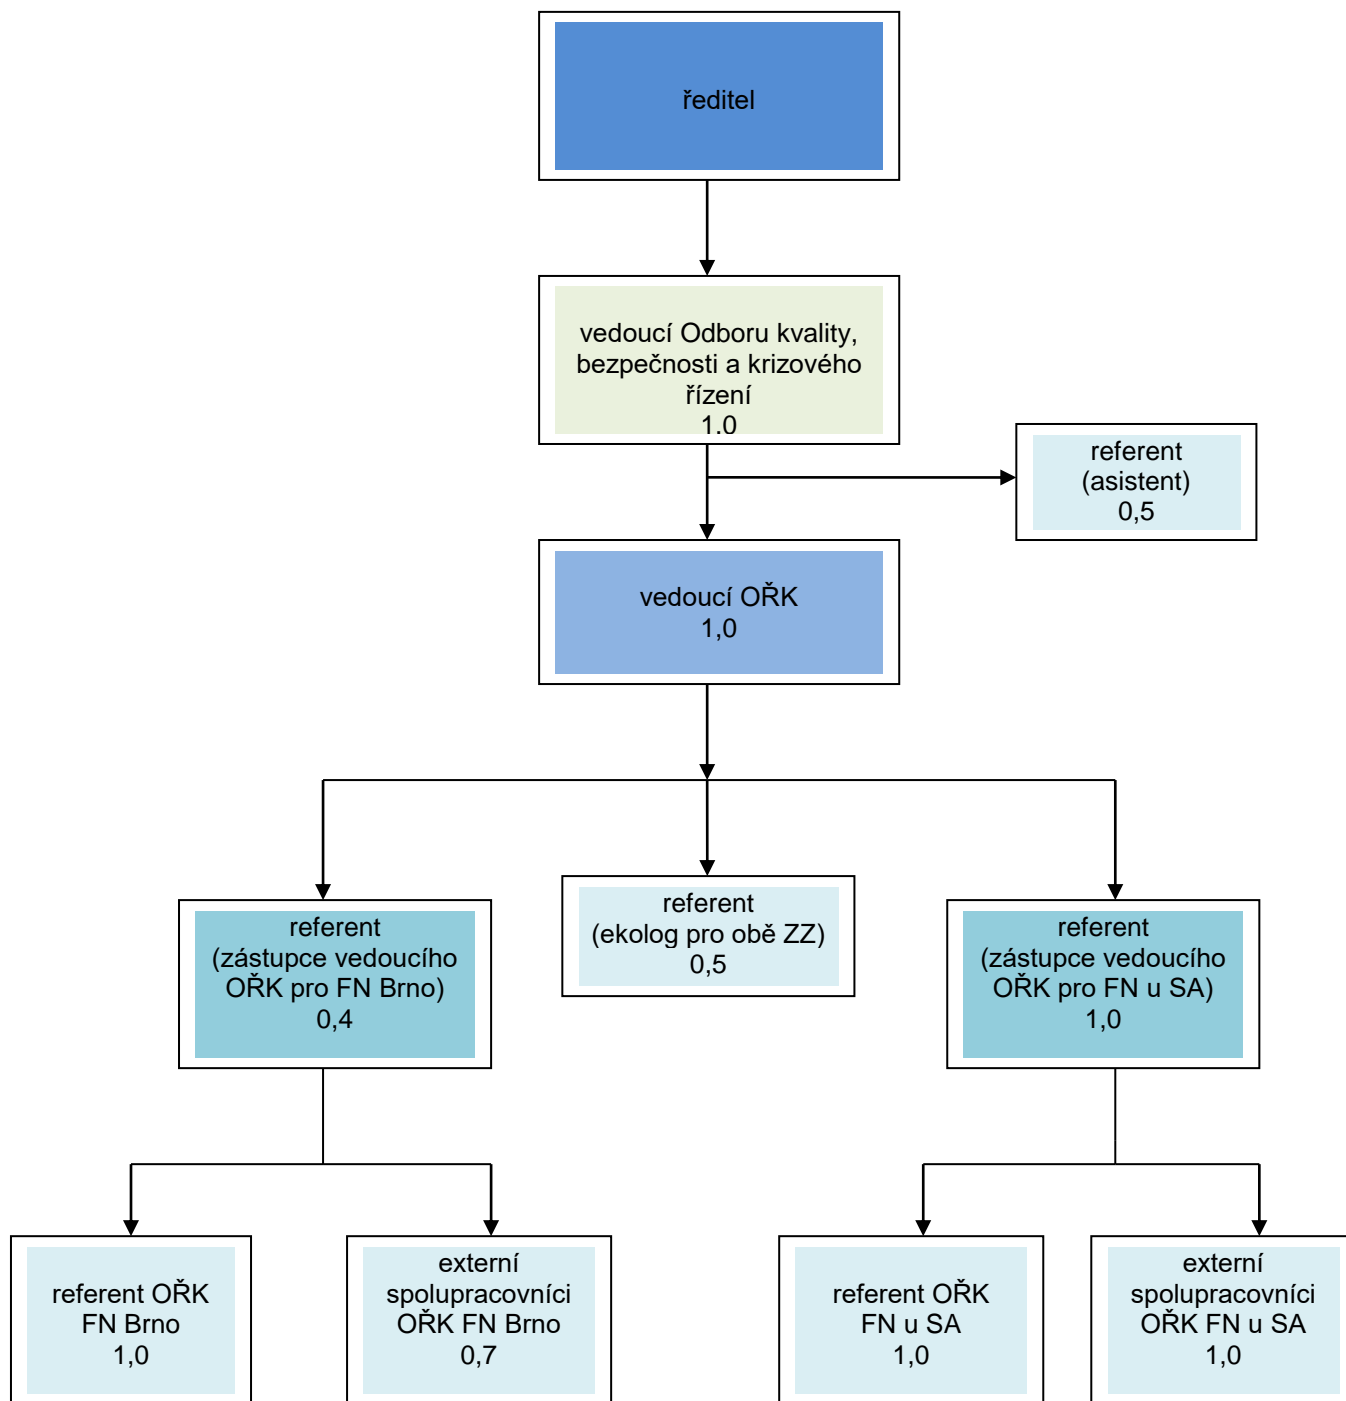 ředitel
vedoucí Odboru kvality,
bezpečnosti a krizového
řízení
1.0
referent
(asistent)
0,5
vedoucí OŘK
1,0
referent
(zástupce vedoucího
OŘK pro FN Brno)
0,4
referent
(ekolog pro obě ZZ)
0,5
referent
(zástupce vedoucího
OŘK pro FN u SA)
1,0
referent OŘK
FN Brno
1,0
externí
spolupracovníci
OŘK FN Brno
0,7
referent OŘK
FN u SA
1,0
externí
spolupracovníci
OŘK FN u SA
1,0